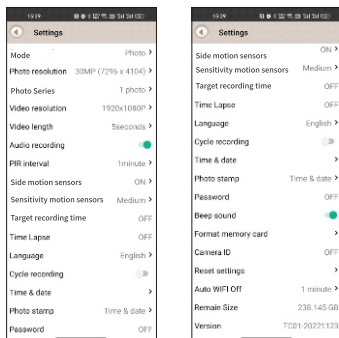 15:29
Settings
Mode Photo >
Photo resolution 30MP (7296 x 4104) >
Photo Series 1 photo >
Video resolution 1920x1080P >
Video length 5seconds >
Audio recording
PIR interval 1minute >
Side motion sensors ON >
Sensitivity motion sensors Medium >
Target recording time OFF
Time Lapse OFF
Language English >
Cycle recording
Time & date >
Photo stamp Time & date >
Password OFF
15:29
Settings
Side motion sensors ON >
Sensitivity motion sensors Medium >
Target recording time OFF
Time Lapse OFF
Language English >
Cycle recording
Time & date >
Photo stamp Time & date >
Password OFF
Beep sound
Format memory card >
Camera ID OFF
Reset settings >
Auto WIFI Off 1 minute >
Remain Size 238.145 GB
Version TC01-20221123